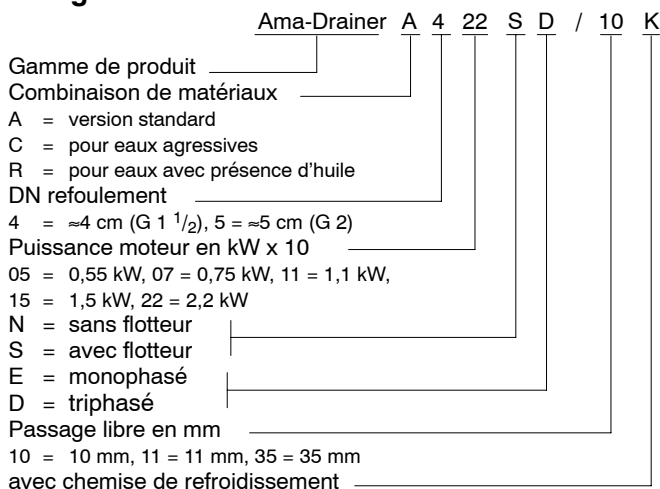 Ama-Drainer A 4 22 S D / 10 K
Gamme de produit
Combinaison de matériaux
A = version standard
C = pour eaux agressives
R = pour eaux avec présence d'huile
DN refoulement
4 = ≈4 cm (G 1 1/2), 5 = ≈5 cm (G 2)
Puissance moteur en kW x 10
05 = 0,55 kW, 07 = 0,75 kW, 11 = 1,1 kW,
15 = 1,5 kW, 22 = 2,2 kW
N = sans flotteur
S = avec flotteur
E = monophasé
D = triphasé
Passage libre en mm
10 = 10 mm, 11 = 11 mm, 35 = 35 mm
avec chemise de refroidissement